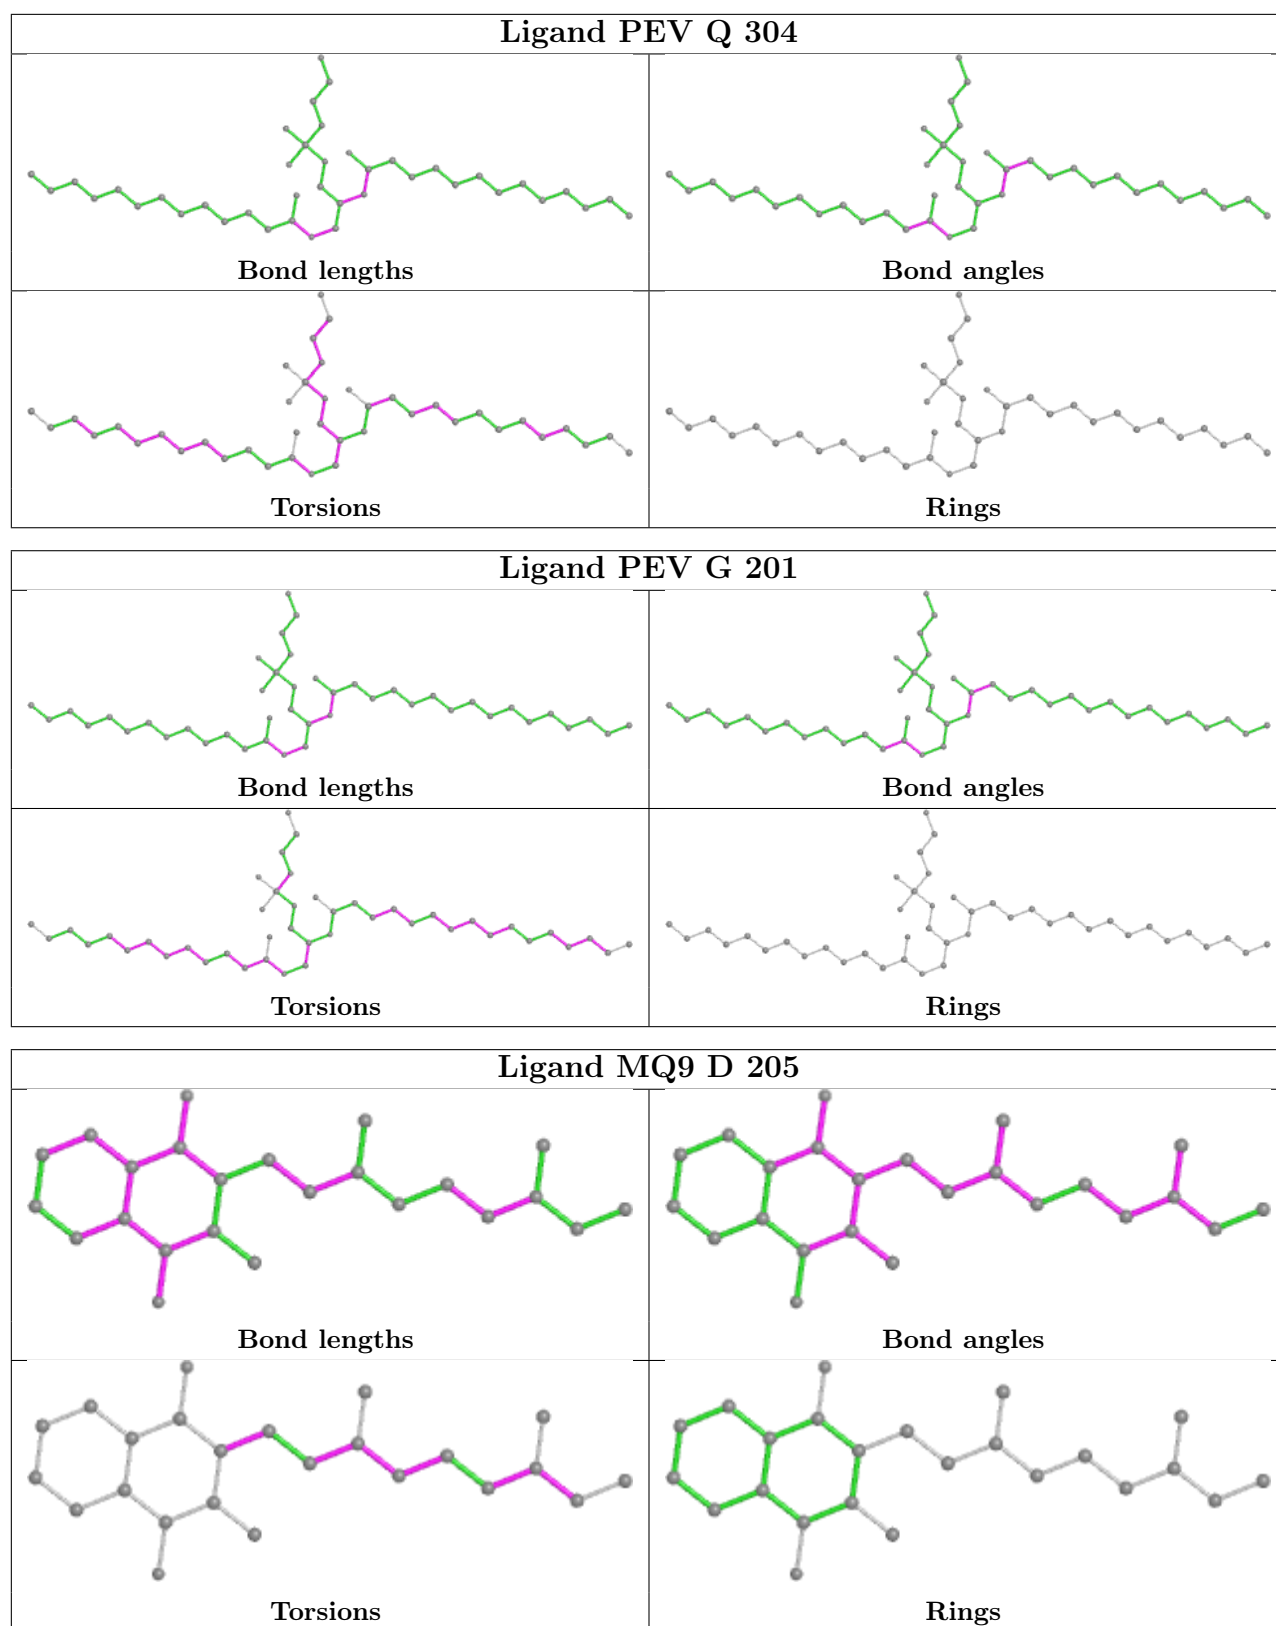 Ligand PEV Q 304
Bond lengths
Bond angles
Torsions
Rings
Ligand PEV G 201
Bond lengths
Bond angles
Torsions
Rings
Ligand MQ9 D 205
Bond lengths
Bond angles
Torsions
Rings